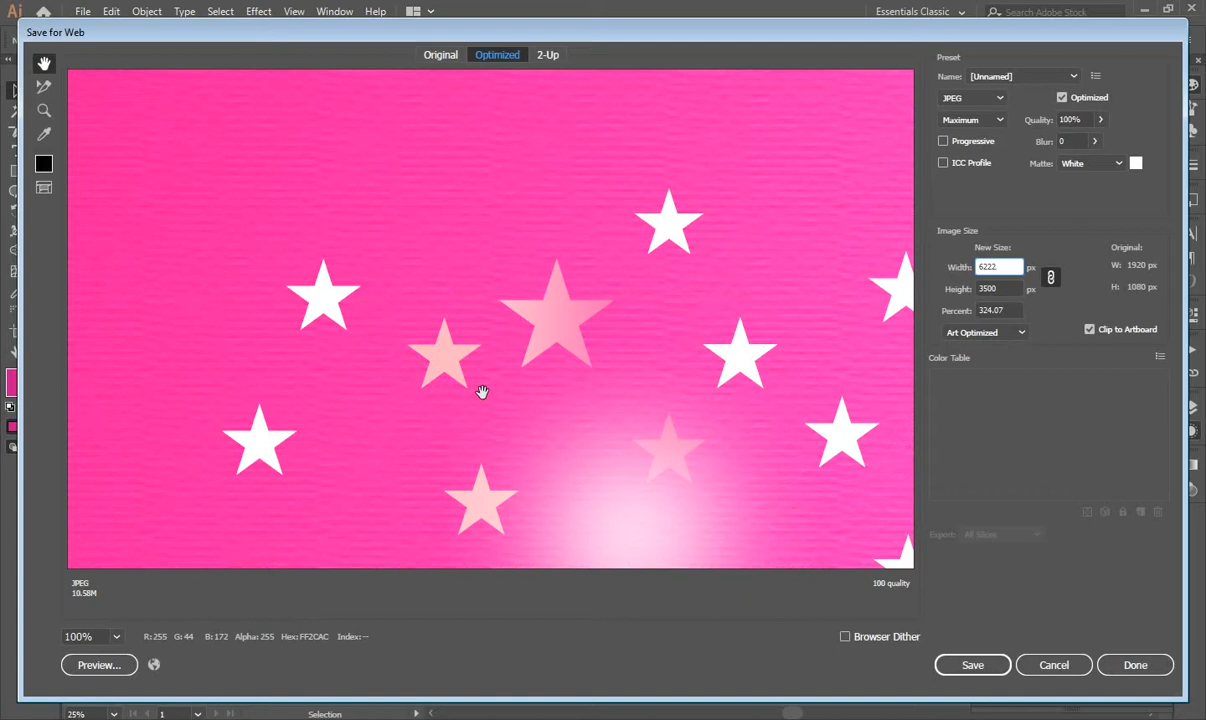 Ai File Edit Object Type Select Effect View Window Help Essentials Classic Search Adobe Stock
Save for Web
Original Optimized 2-Up
Preset
Name: [Unnamed]
JPEG Optimized
Maximum Quality: 100%
Progressive Blur: 0
ICC Profile Matte: White
Image Size
New Size: Original:
Width: 6222 px W: 1920 px
Height: 3500 px H: 1080 px
Percent: 324.07
Art Optimized Clip to Artboard
Color Table
Export: All Slices
JPEG 100 quality
10.58M
100% R: 255 G: 44 B: 172 Alpha: 255 Hex: FF2CAC Index: --
Browser Dither
Preview... Save Cancel Done
25% 1 Selection